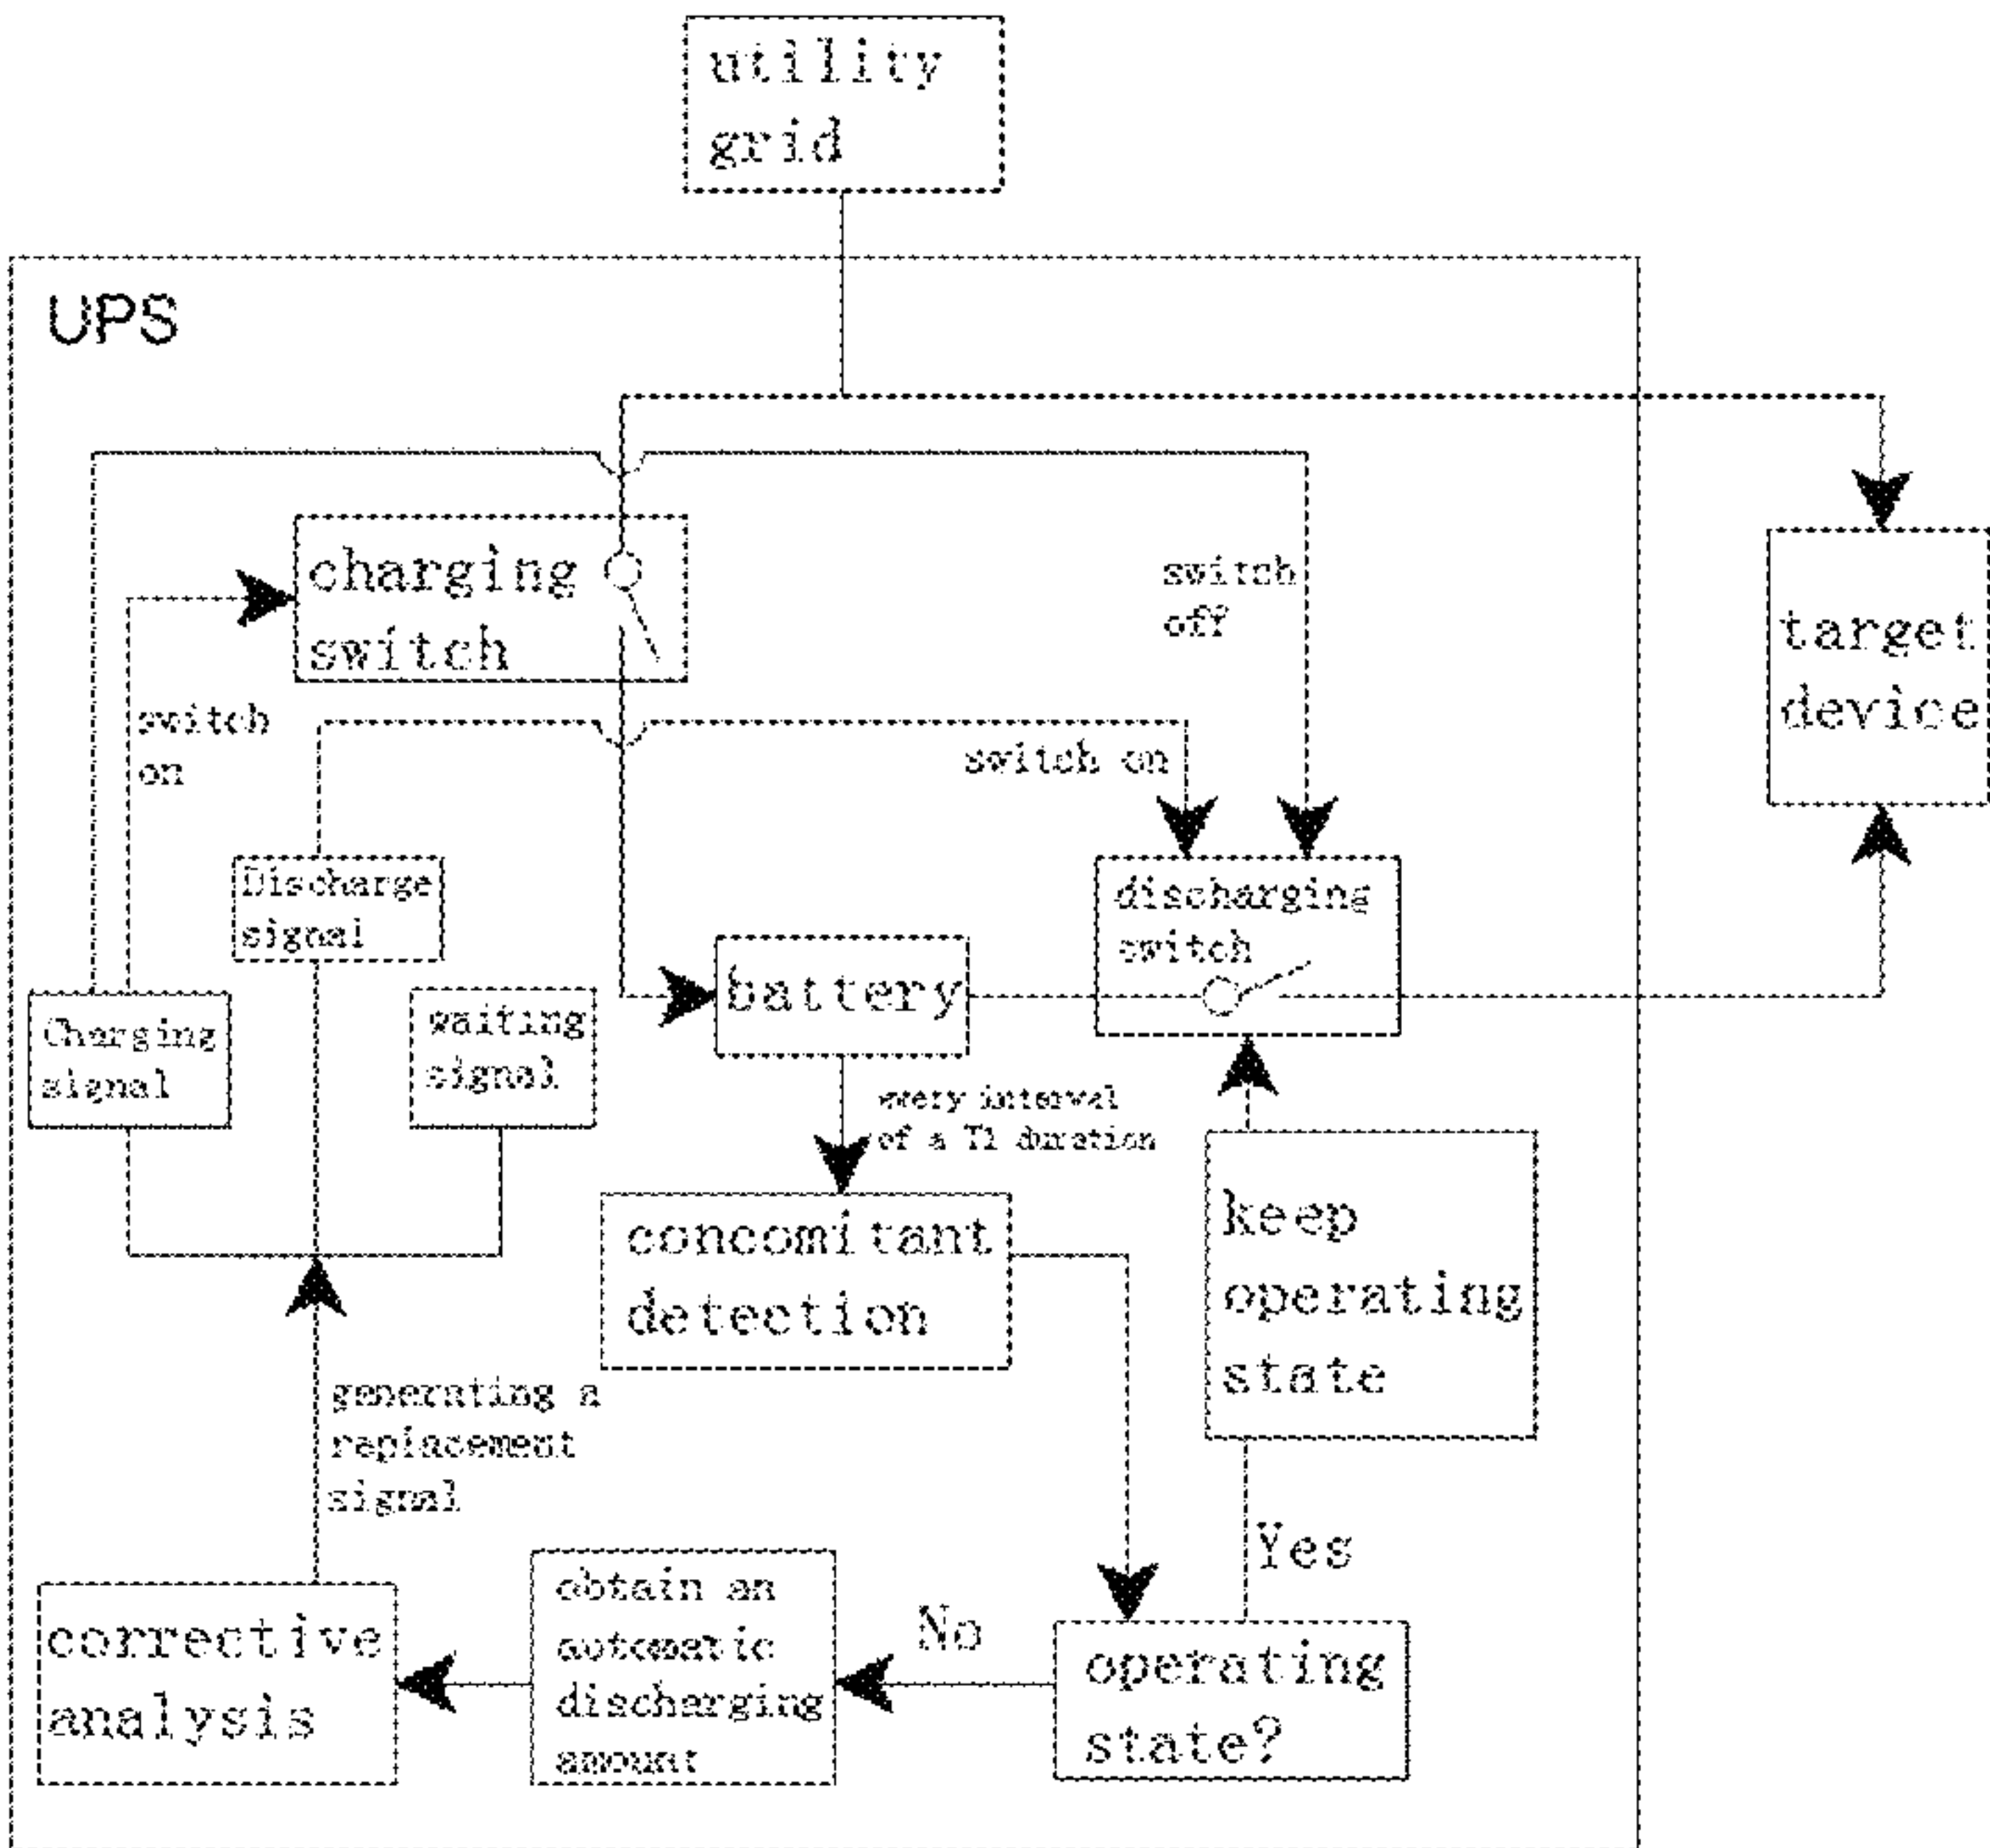 utility
grid
UPS
charging
switch
switch
off
target
device
switch
on
switch on
Discharge
signal
discharging
switch
battery
Charging
signal
waiting
signal
every interval
of a T1 duration
concomitant
detection
keep
operating
state
generating a
replacement
signal
Yes
No
obtain an
automatic
discharging
amount
corrective
analysis
operating
state?